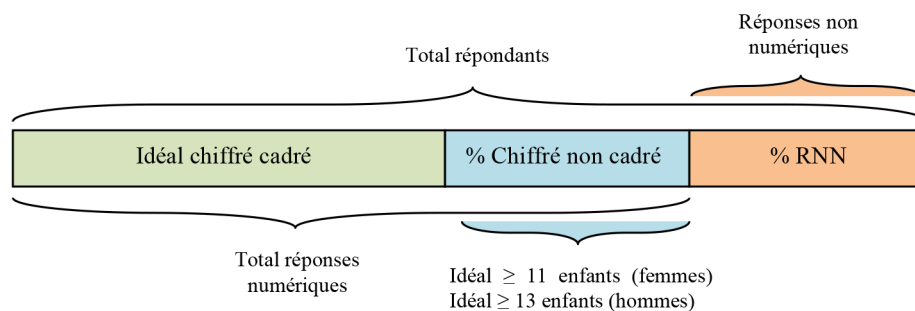 Réponses non
numériques
Total répondants
Idéal chiffré cadré
% Chiffré non cadré
% RNN
Total réponses
numériques
Idéal ≥ 11 enfants (femmes)
Idéal ≥ 13 enfants (hommes)